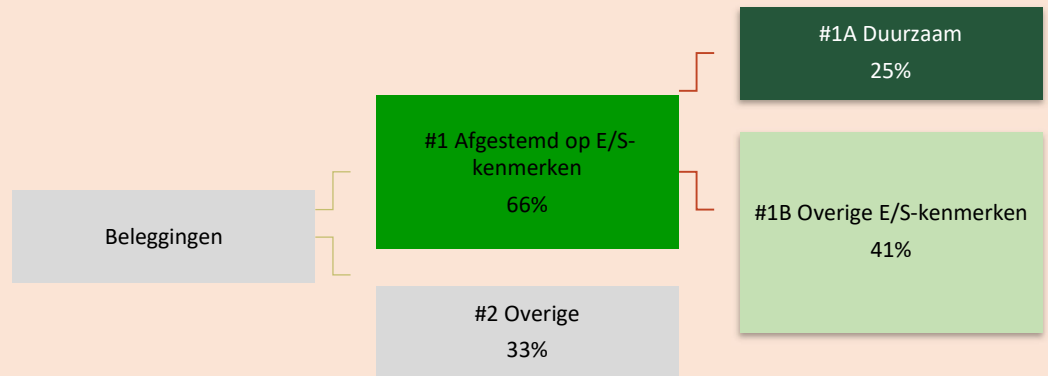 Beleggingen
#1 Afgestemd op E/S-
kenmerken
66%
#2 Overige
33%
#1A Duurzaam
25%
#1B Overige E/S-kenmerken
41%